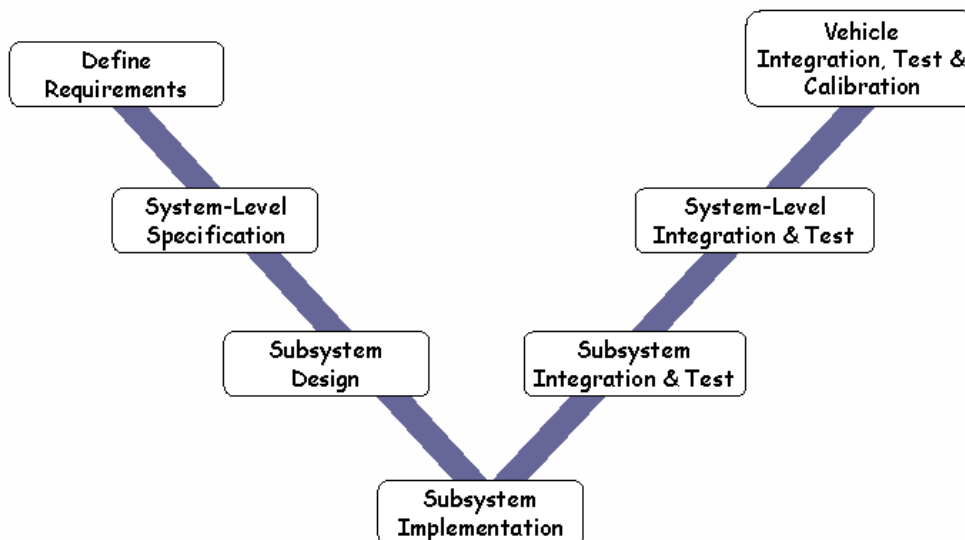 Define
Requirements
System-Level
Specification
Subsystem
Design
Subsystem
Implementation
Subsystem
Integration & Test
System-Level
Integration & Test
Vehicle
Integration, Test &
Calibration